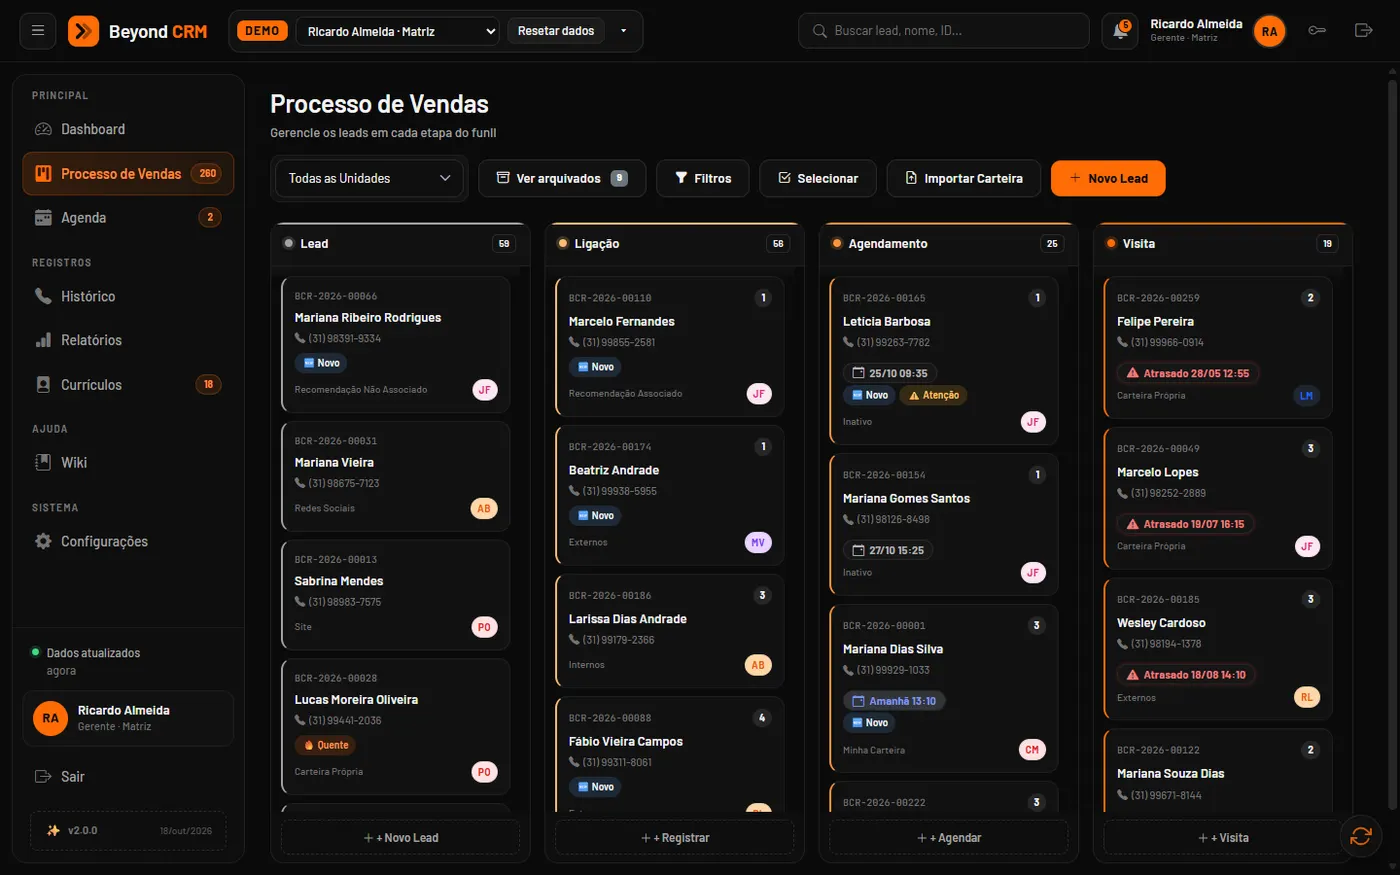 Beyond CRM
DEMO
Ricardo Almeida · Matriz
Resetar dados
Buscar lead, nome, ID...
5
Ricardo Almeida
Gerente · Matriz
RA
PRINCIPAL
Dashboard
Processo de Vendas 260
Agenda 2
REGISTROS
Histórico
Relatórios
Currículos 18
AJUDA
Wiki
SISTEMA
Configurações
Dados atualizados
agora
RA
Ricardo Almeida
Gerente · Matriz
Sair
v2.0.0 18/out/2026
Processo de Vendas
Gerencie os leads em cada etapa do funil
Todas as Unidades
Ver arquivados 9
Filtros
Selecionar
Importar Carteira
+ Novo Lead
Lead 59
BCR-2026-00066
Mariana Ribeiro Rodrigues
(31) 98391-9334
Novo
Recomendação Não Associado JF
BCR-2026-00031
Mariana Vieira
(31) 98675-7123
Redes Sociais AB
BCR-2026-00013
Sabrina Mendes
(31) 98983-7575
Site PO
BCR-2026-00028
Lucas Moreira Oliveira
(31) 99441-2036
Quente
Carteira Própria PO
+ + Novo Lead
Ligação 56
BCR-2026-00110 1
Marcelo Fernandes
(31) 99855-2581
Novo
Recomendação Associado JF
BCR-2026-00174 1
Beatriz Andrade
(31) 99938-5955
Novo
Externos MV
BCR-2026-00186 3
Larissa Dias Andrade
(31) 99179-2366
Internos AB
BCR-2026-00088 4
Fábio Vieira Campos
(31) 99311-8061
Novo
+ + Registrar
Agendamento 25
BCR-2026-00165 1
Letícia Barbosa
(31) 99263-7782
25/10 09:35
Novo Atenção
Inativo JF
BCR-2026-00154 1
Mariana Gomes Santos
(31) 98126-8498
27/10 15:25
Inativo JF
BCR-2026-00001 3
Mariana Dias Silva
(31) 99929-1033
Amanhã 13:10
Novo
Minha Carteira CM
BCR-2026-00222 3
+ + Agendar
Visita 19
BCR-2026-00259 2
Felipe Pereira
(31) 99966-0914
Atrasado 28/05 12:55
Carteira Própria LM
BCR-2026-00049 3
Marcelo Lopes
(31) 98252-2889
Atrasado 19/07 16:15
Carteira Própria JF
BCR-2026-00185 3
Wesley Cardoso
(31) 98194-1378
Atrasado 18/08 14:10
Externos RL
BCR-2026-00122 2
Mariana Souza Dias
(31) 99671-8144
+ + Visita